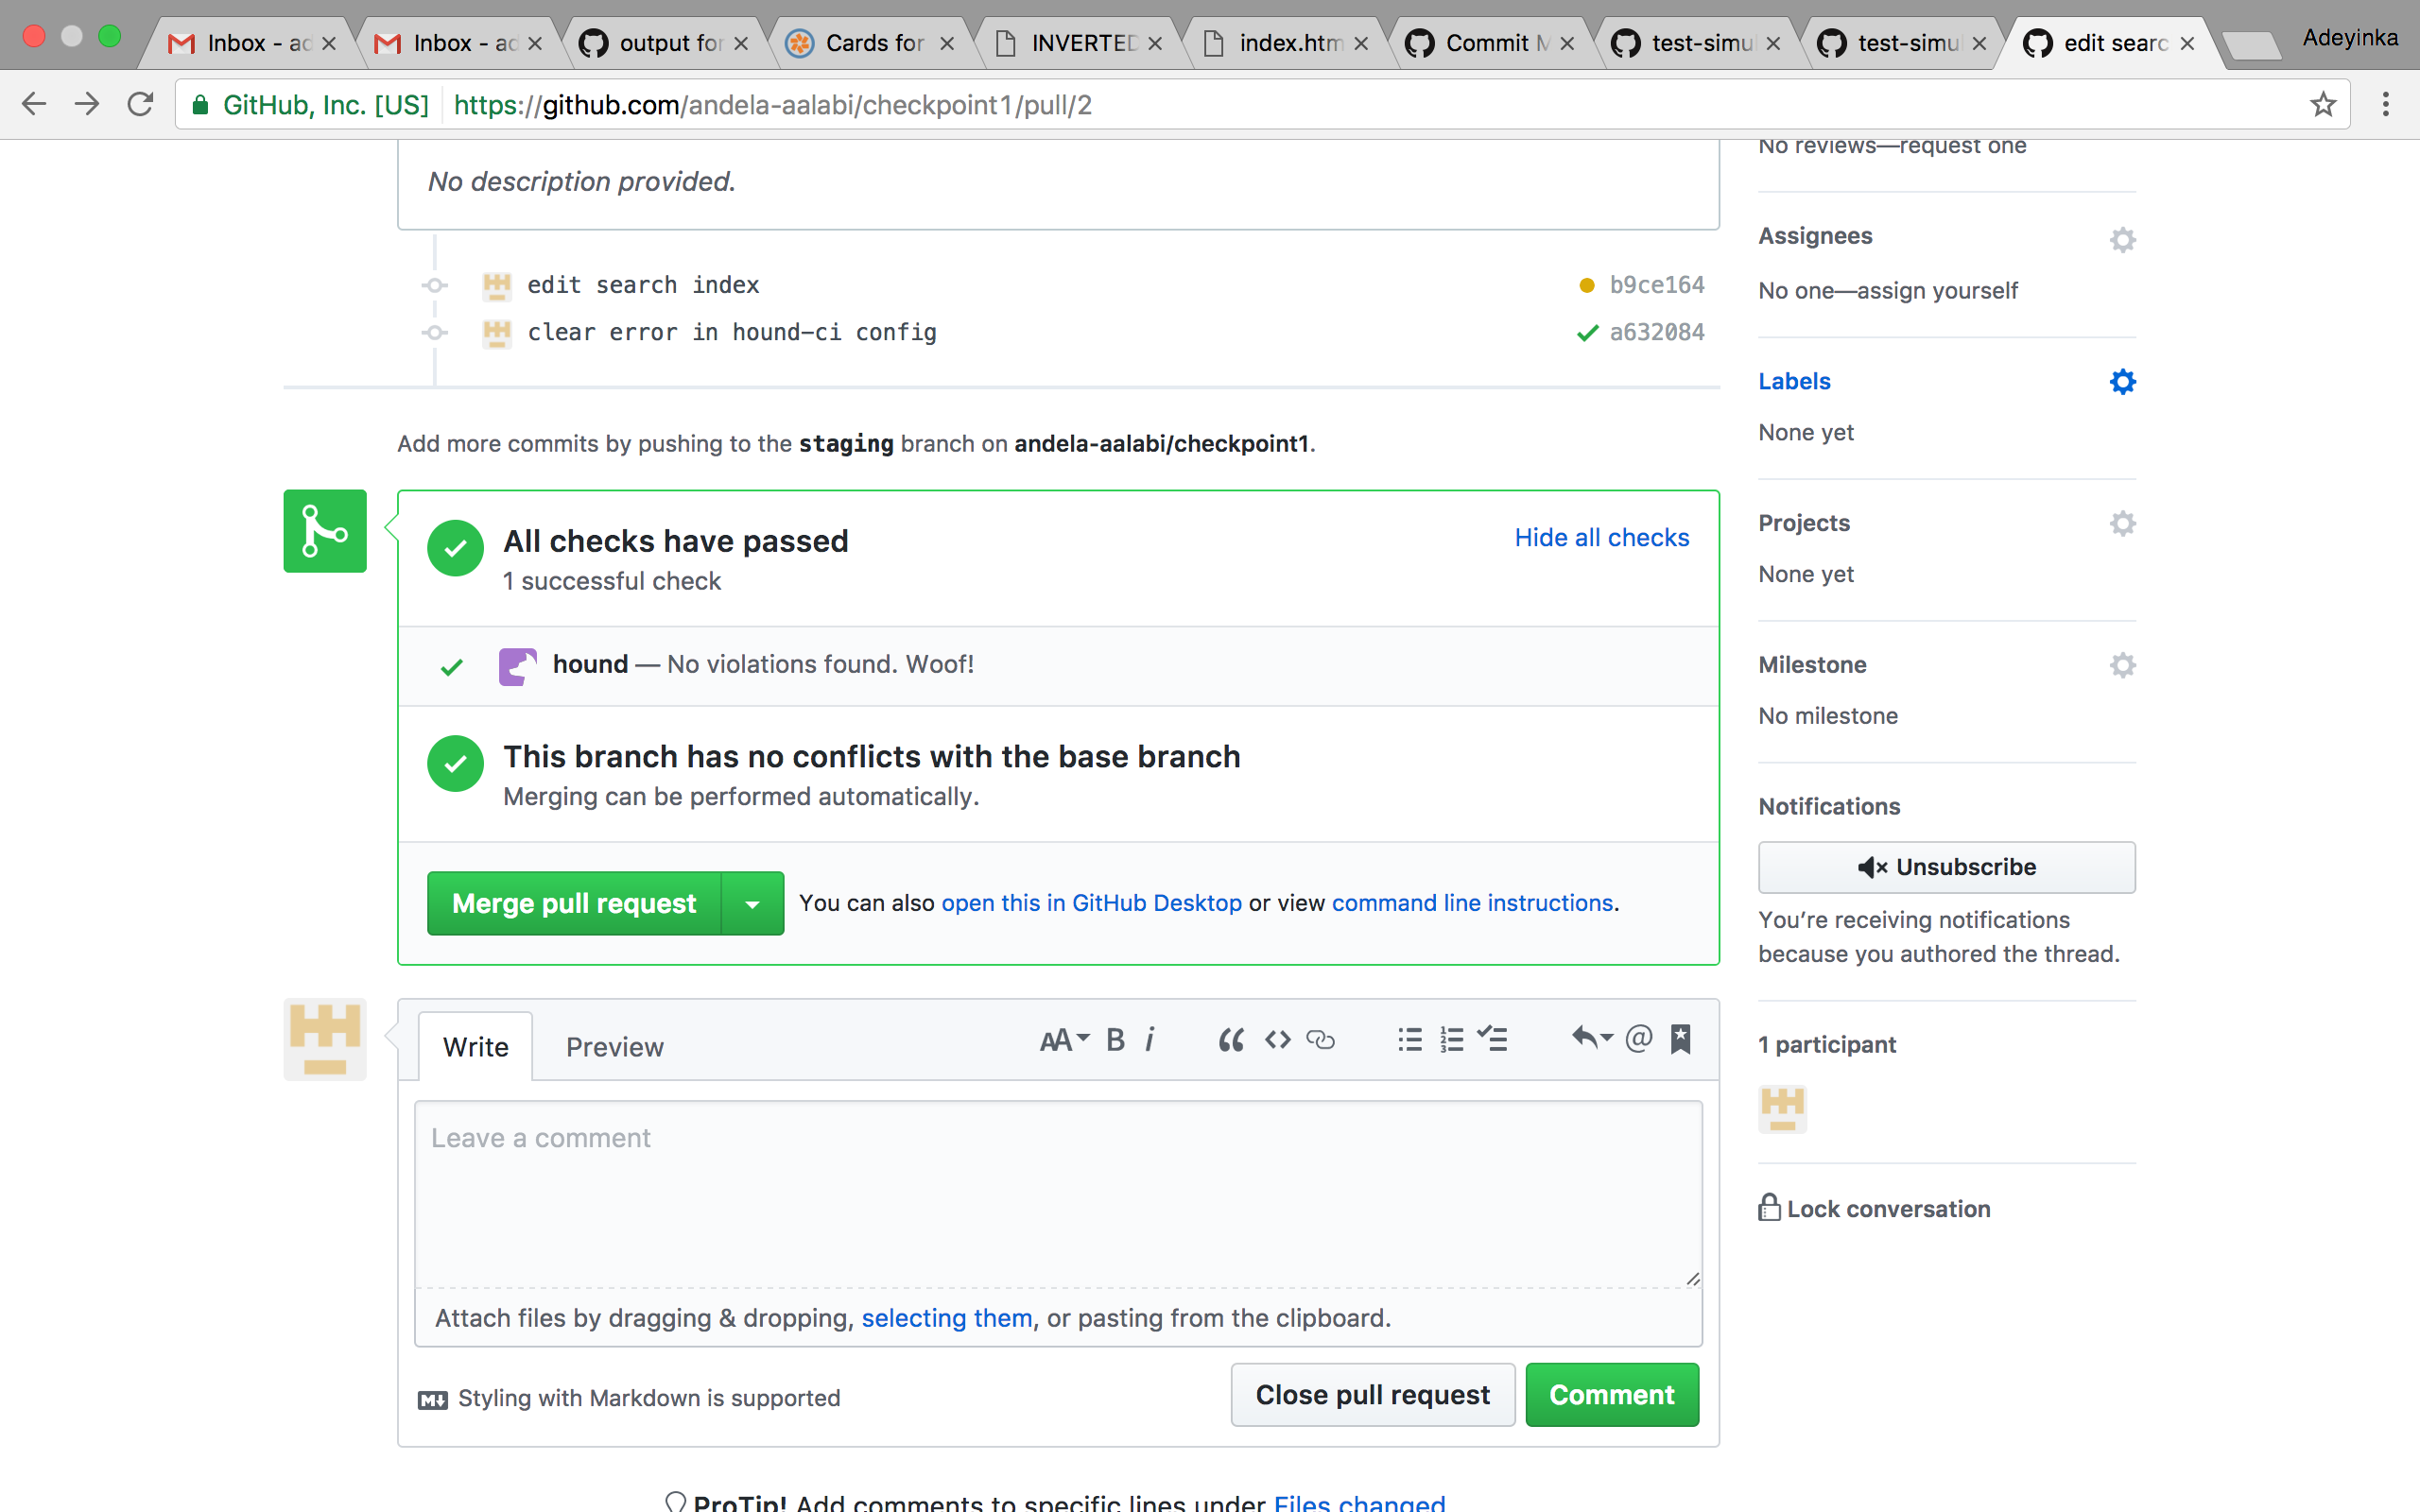 Inbox - ad
Inbox - ad
output for
Cards for
INVERTED
index.htm
Commit M
test-simul
test-simul
edit searc
Adeyinka
GitHub, Inc. [US]
https://github.com/andela-aalabi/checkpoint1/pull/2
No description provided.
edit search index b9ce164
clear error in hound-ci config a632084
Add more commits by pushing to the staging branch on andela-aalabi/checkpoint1.
All checks have passed
Hide all checks
1 successful check
hound — No violations found. Woof!
This branch has no conflicts with the base branch
Merging can be performed automatically.
Merge pull request
You can also open this in GitHub Desktop or view command line instructions.
Write
Preview
AA B i
Leave a comment
Attach files by dragging & dropping, selecting them, or pasting from the clipboard.
Styling with Markdown is supported
Close pull request
Comment
ProTip! Add comments to specific lines under Files changed
No reviews—request one
Assignees
No one—assign yourself
Labels
None yet
Projects
None yet
Milestone
No milestone
Notifications
Unsubscribe
You’re receiving notifications
because you authored the thread.
1 participant
Lock conversation